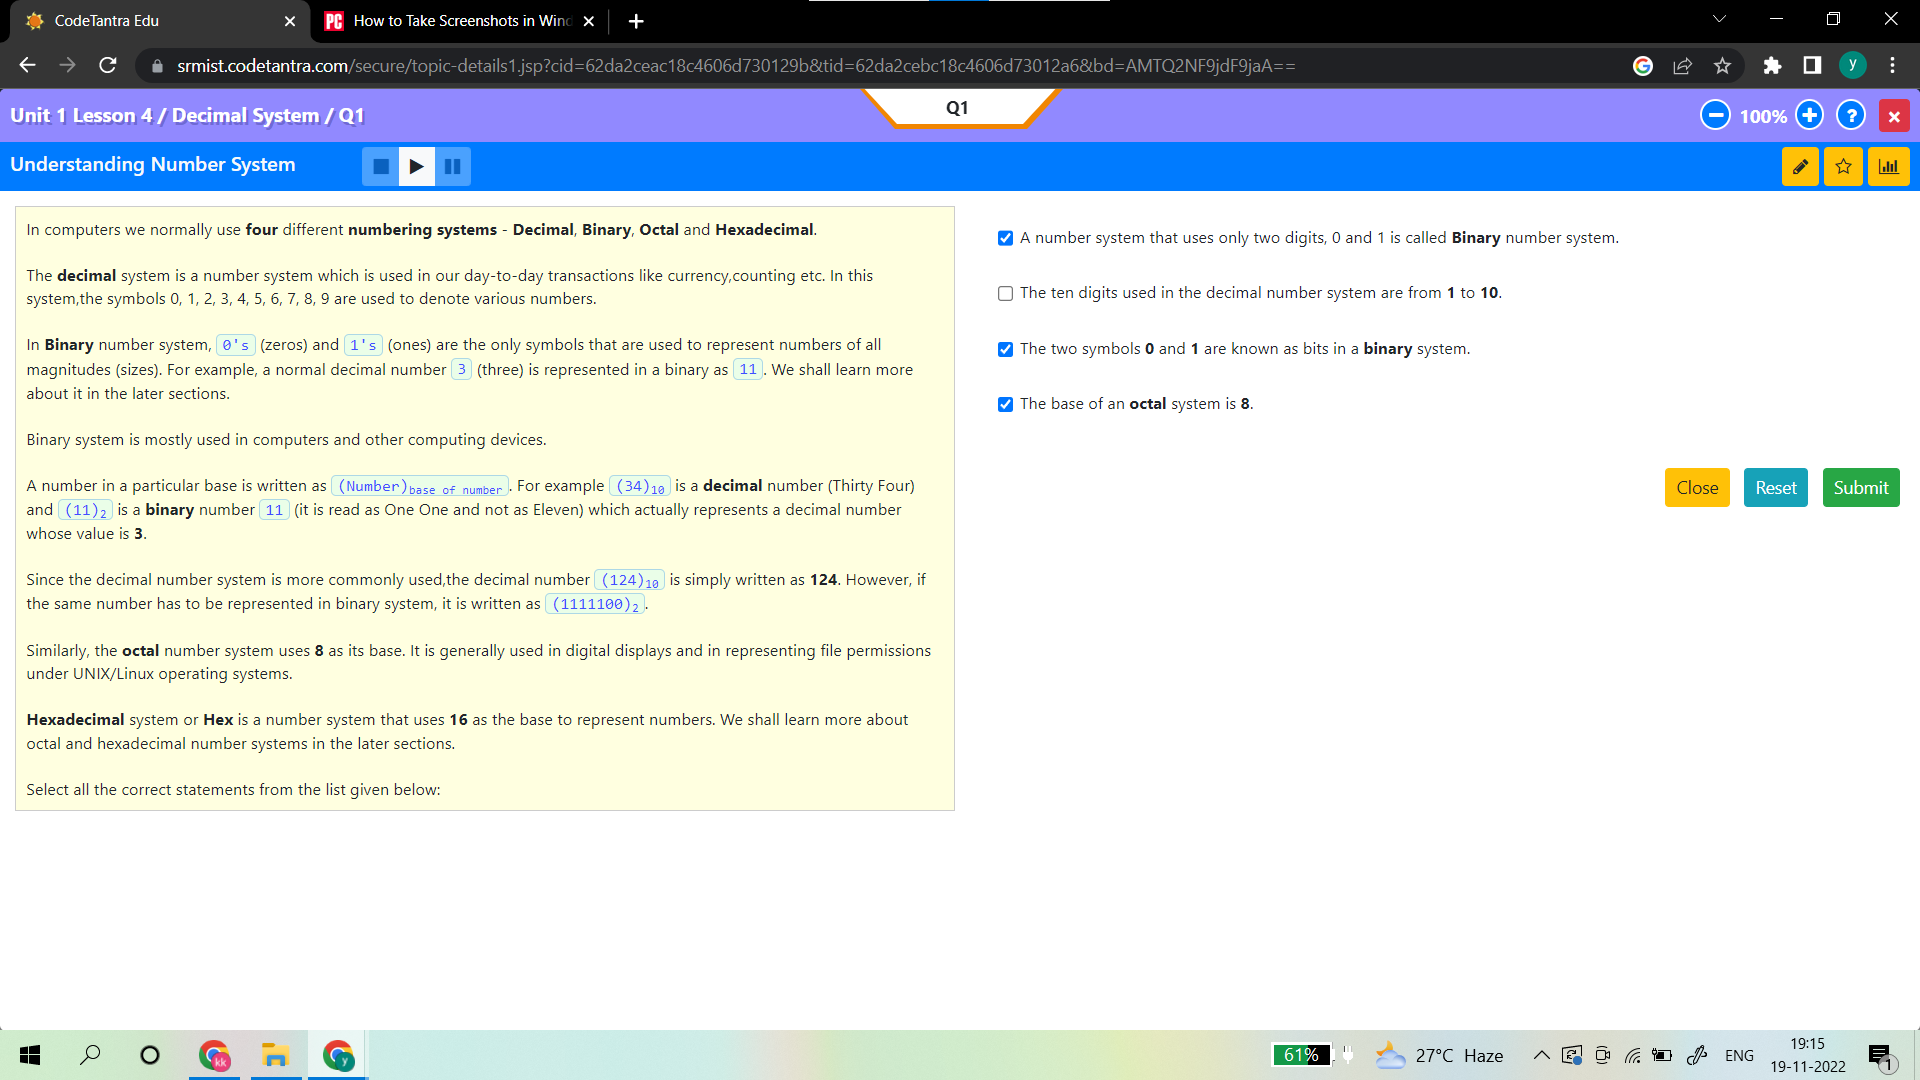 CodeTantra Edu
How to Take Screenshots in Wind
srmist.codetantra.com/secure/topic-details1.jsp?cid=62da2ceac18c4606d730129b&tid=62da2cebc18c4606d73012a6&bd=AMTQ2NF9jdF9jaA==
y
Unit 1 Lesson 4 / Decimal System / Q1
Q1
100%
?
Understanding Number System
In computers we normally use four different numbering systems - Decimal, Binary, Octal and Hexadecimal.
The decimal system is a number system which is used in our day-to-day transactions like currency,counting etc. In this
system,the symbols 0, 1, 2, 3, 4, 5, 6, 7, 8, 9 are used to denote various numbers.
In Binary number system, 0's (zeros) and 1's (ones) are the only symbols that are used to represent numbers of all
magnitudes (sizes). For example, a normal decimal number 3 (three) is represented in a binary as 11. We shall learn more
about it in the later sections.
Binary system is mostly used in computers and other computing devices.
A number in a particular base is written as (Number)base of number. For example (34)10 is a decimal number (Thirty Four)
and (11)2 is a binary number 11 (it is read as One One and not as Eleven) which actually represents a decimal number
whose value is 3.
Since the decimal number system is more commonly used,the decimal number (124)10 is simply written as 124. However, if
the same number has to be represented in binary system, it is written as (1111100)2.
Similarly, the octal number system uses 8 as its base. It is generally used in digital displays and in representing file permissions
under UNIX/Linux operating systems.
Hexadecimal system or Hex is a number system that uses 16 as the base to represent numbers. We shall learn more about
octal and hexadecimal number systems in the later sections.
Select all the correct statements from the list given below:
A number system that uses only two digits, 0 and 1 is called Binary number system.
The ten digits used in the decimal number system are from 1 to 10.
The two symbols 0 and 1 are known as bits in a binary system.
The base of an octal system is 8.
Close
Reset
Submit
kk
y
61%
27°C Haze
ENG
19:15
19-11-2022
1